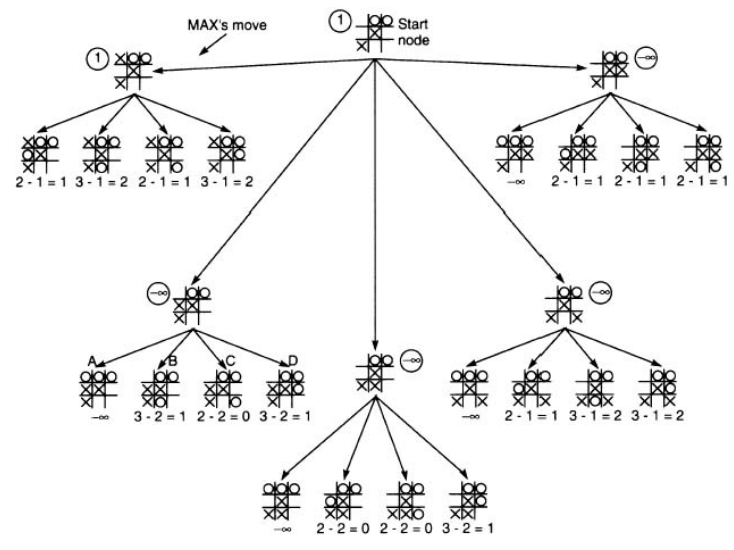 MAX's move
1
Start
node
1
−∞
2 - 1 = 1
3 - 1 = 2
2 - 1 = 1
3 - 1 = 2
−∞
2 - 1 = 1
2 - 1 = 1
2 - 1 = 1
−∞
−∞
A
B
C
D
−∞
−∞
3 - 2 = 1
2 - 2 = 0
3 - 2 = 1
−∞
2 - 1 = 1
3 - 1 = 2
3 - 1 = 2
−∞
2 - 2 = 0
2 - 2 = 0
3 - 2 = 1